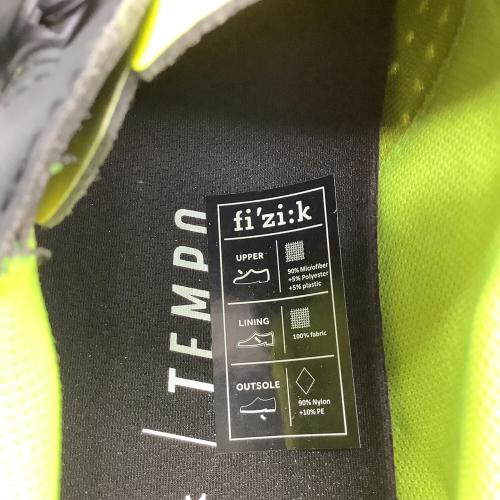 fi'zi:k
UPPER
90% Microfiber
+5% Polyester
+5% plastic
LINING
100% fabric
OUTSOLE
90% Nylon
+10% PE
TEMPO